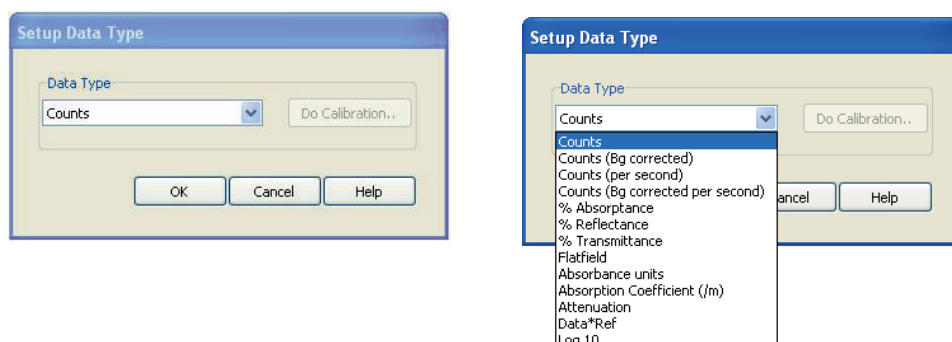 Setup Data Type
Data Type
Counts
Do Calibration..
OK
Cancel
Help
Setup Data Type
Data Type
Counts
Do Calibration..
Counts
Counts (Bg corrected)
Counts (per second)
Counts (Bg corrected per second)
ancel
Help
% Absorptance
% Reflectance
% Transmittance
Flatfield
Absorbance units
Absorption Coefficient (/m)
Attenuation
Data*Ref
Log 10